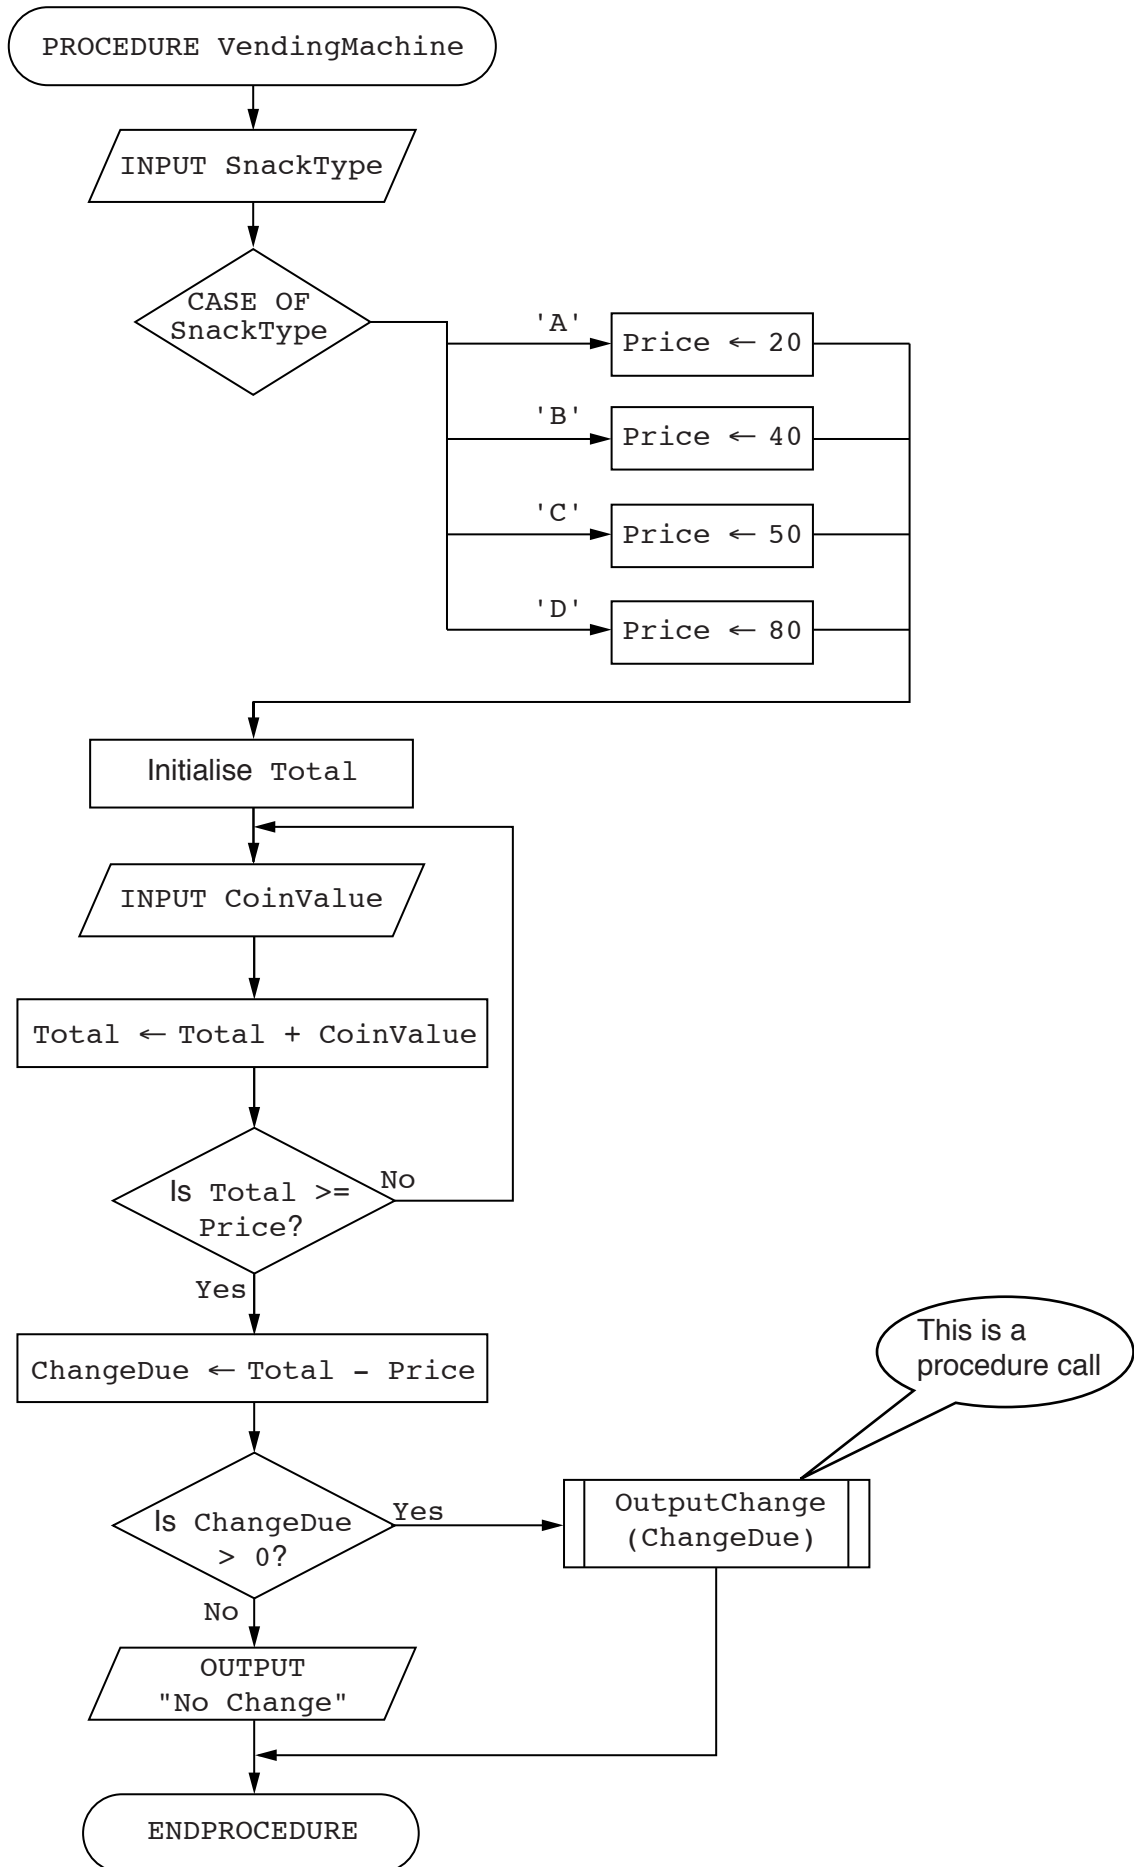 PROCEDURE VendingMachine
INPUT SnackType
CASE OF
SnackType
'A'
Price ← 20
'B'
Price ← 40
'C'
Price ← 50
'D'
Price ← 80
Initialise Total
INPUT CoinValue
Total ← Total + CoinValue
No
Is Total >=
Price?
Yes
ChangeDue ← Total – Price
This is a
procedure call
Is ChangeDue
> 0?
Yes
OutputChange
(ChangeDue)
No
OUTPUT
"No Change"
ENDPROCEDURE